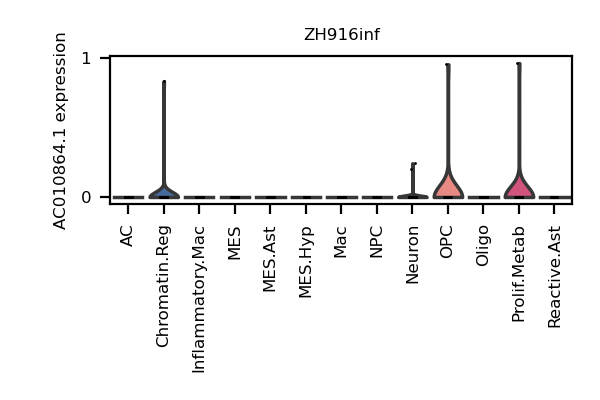 ZH916inf
AC010864.1 expression
1
0
AC
Chromatin.Reg
Inflammatory.Mac
MES
MES.Ast
MES.Hyp
Mac
NPC
Neuron
OPC
Oligo
Prolif.Metab
Reactive.Ast